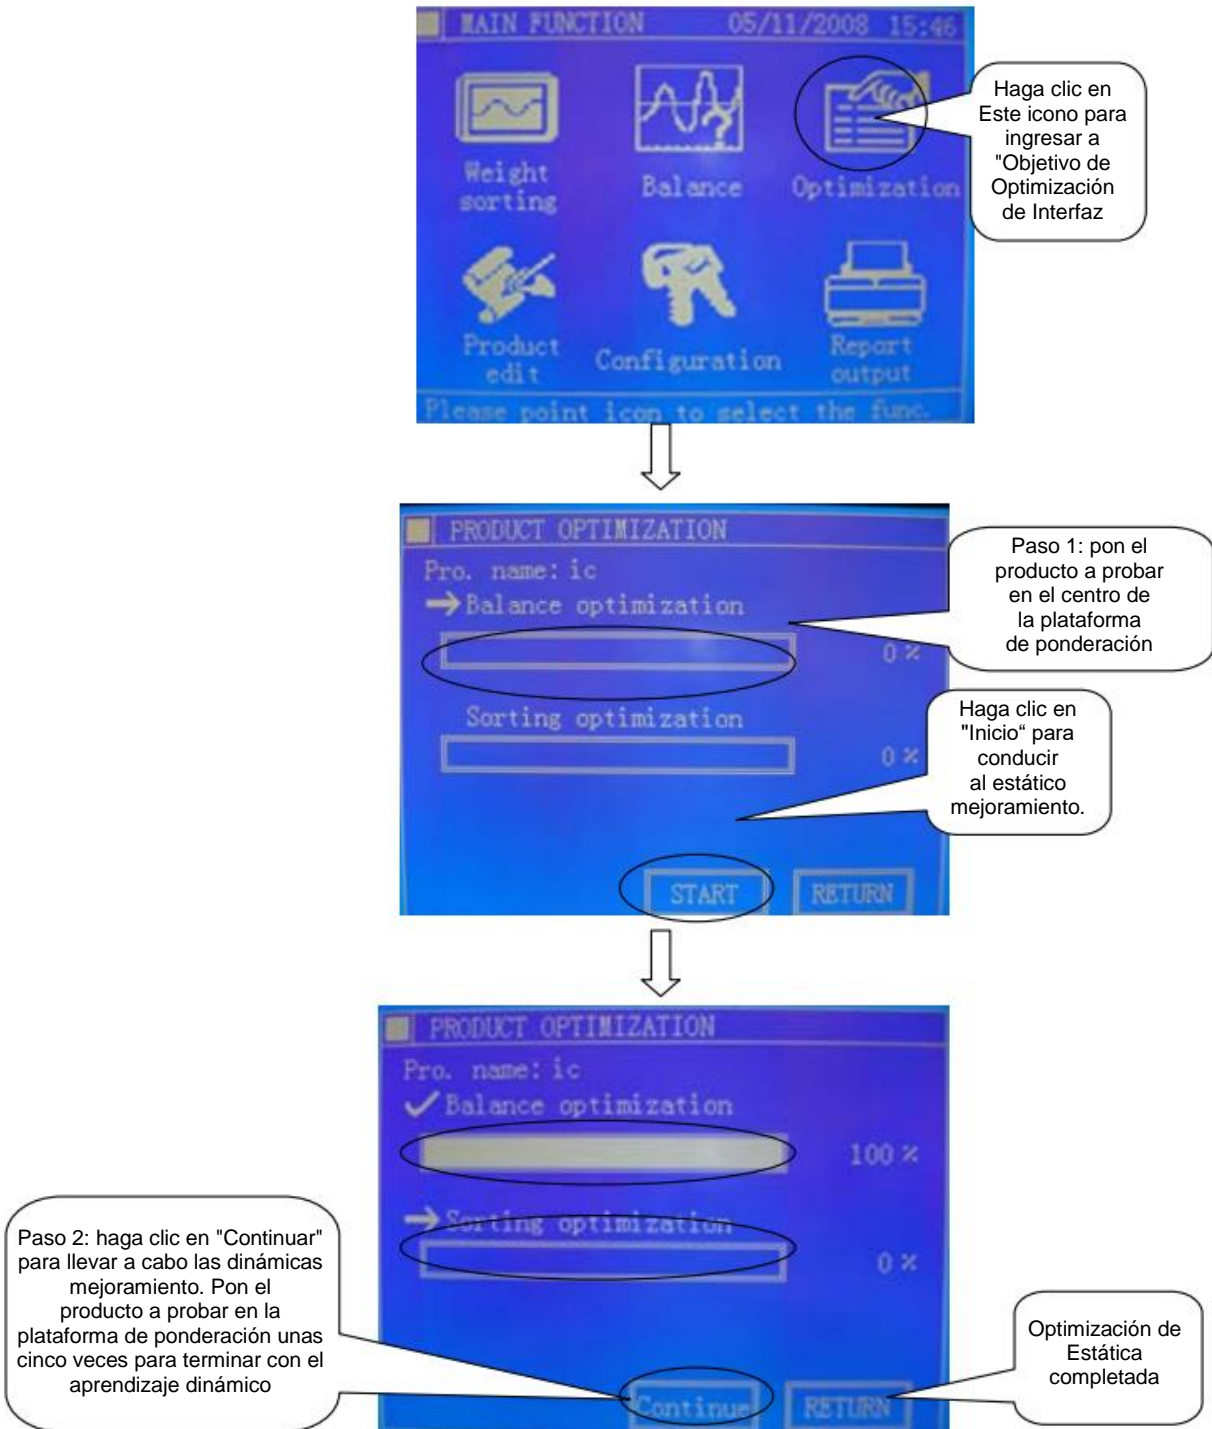 MAIN FUNCTION 05/11/2008 15:46
Haga clic en
Este icono para
ingresar a
"Objetivo de
Optimización
de Interfaz
Weight
sorting
Balance
Optimization
Product
edit
Configuration
Report
output
Please point icon to select the func.
PRODUCT OPTIMIZATION
Pro. name: ic
Balance optimization
0 %
Sorting optimization
0 %
START
RETURN
Paso 1: pon el
producto a probar
en el centro de
la plataforma
de ponderación
Haga clic en
"Inicio“ para
conducir
al estático
mejoramiento.
PRODUCT OPTIMIZATION
Pro. name: ic
Balance optimization
100 %
Sorting optimization
0 %
Continue
RETURN
Paso 2: haga clic en "Continuar"
para llevar a cabo las dinámicas
mejoramiento. Pon el
producto a probar en la
plataforma de ponderación unas
cinco veces para terminar con el
aprendizaje dinámico
Optimización de
Estática
completada